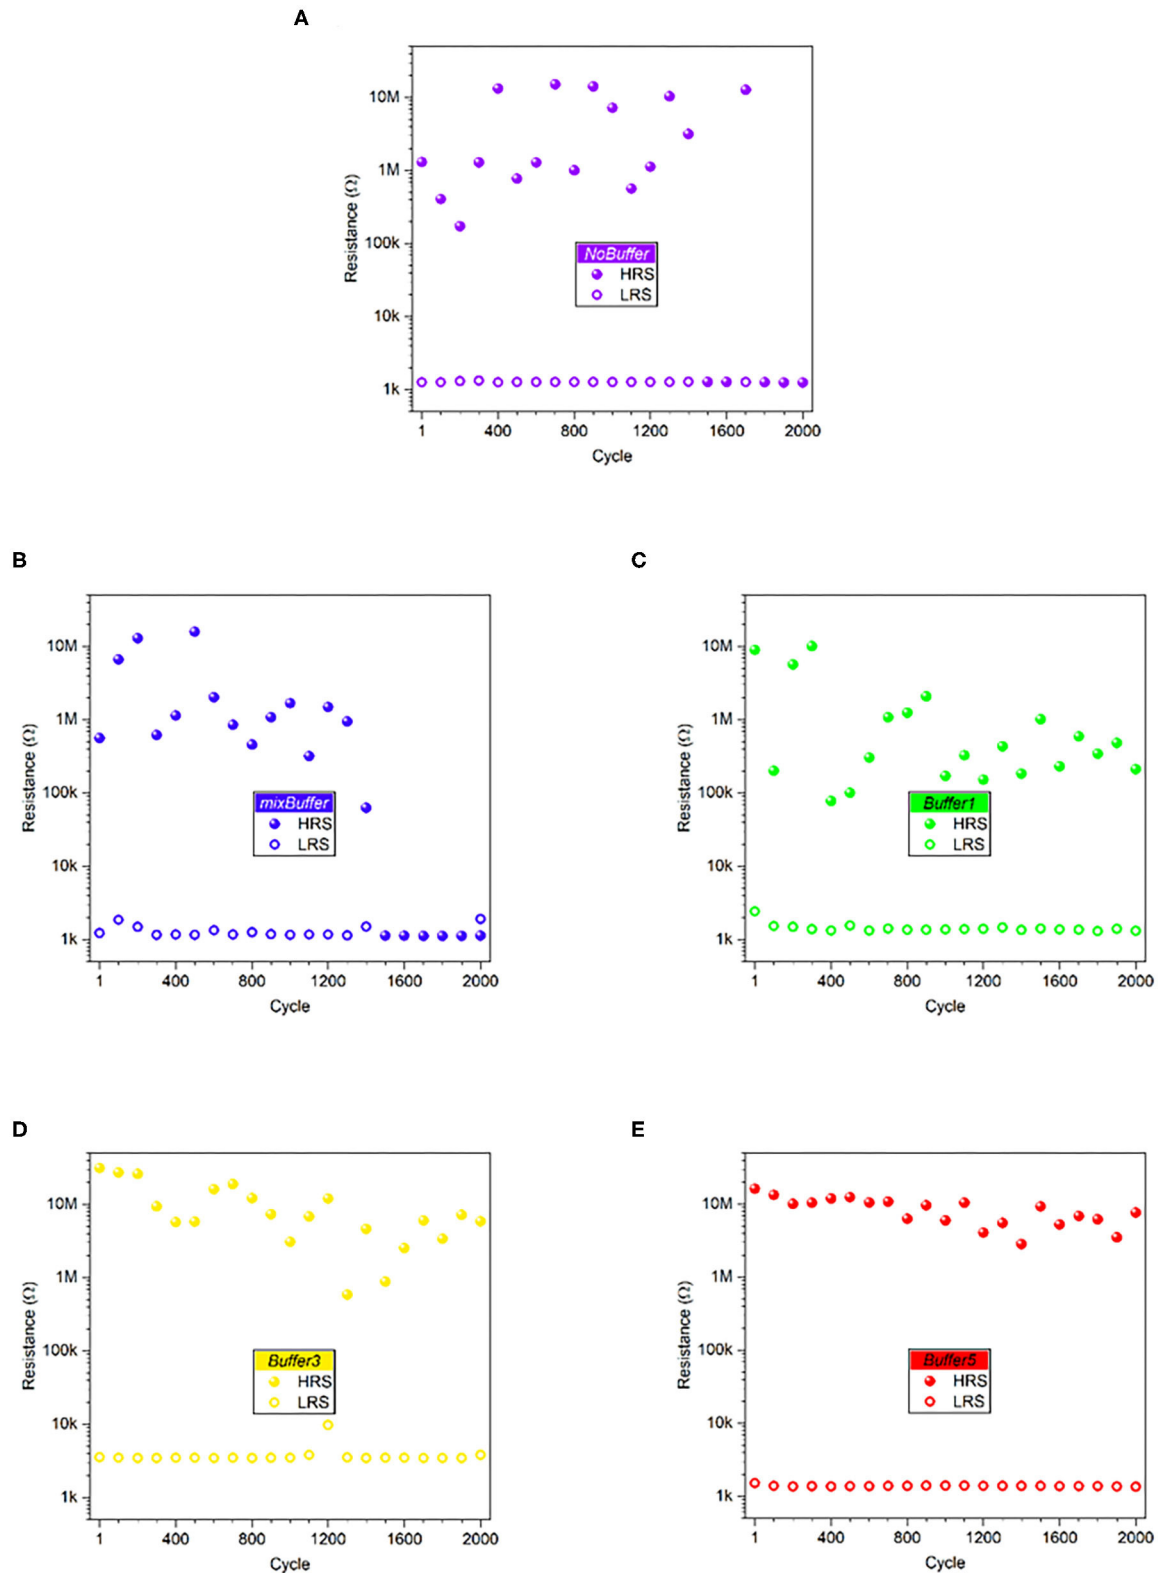 A
10M
1M
100k
10k
1k
Resistance (Ω)
NoBuffer
HRS
LRS
1 400 800 1200 1600 2000
Cycle
B
10M
1M
100k
10k
1k
Resistance (Ω)
mixBuffer
HRS
LRS
1 400 800 1200 1600 2000
Cycle
C
10M
1M
100k
10k
1k
Resistance (Ω)
Buffer1
HRS
LRS
1 400 800 1200 1600 2000
Cycle
D
10M
1M
100k
10k
1k
Resistance (Ω)
Buffer3
HRS
LRS
1 400 800 1200 1600 2000
Cycle
E
10M
1M
100k
10k
1k
Resistance (Ω)
Buffer5
HRS
LRS
1 400 800 1200 1600 2000
Cycle